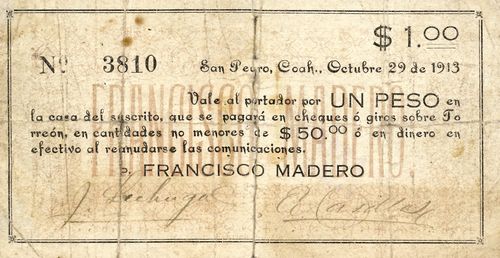 $ 1.00
No. 3810
San Pedro, Coah., Octubre 29 de 1913
Vale al portador por UN PESO en
la casa del suscrito, que se pagará en cheques ó giros sobre To
rreón, en cantidades no menores de $ 50.00 ó en dinero en
efectivo al reanudarse las comunicaciones.
p. FRANCISCO MADERO
FRANCISCO MADERO.